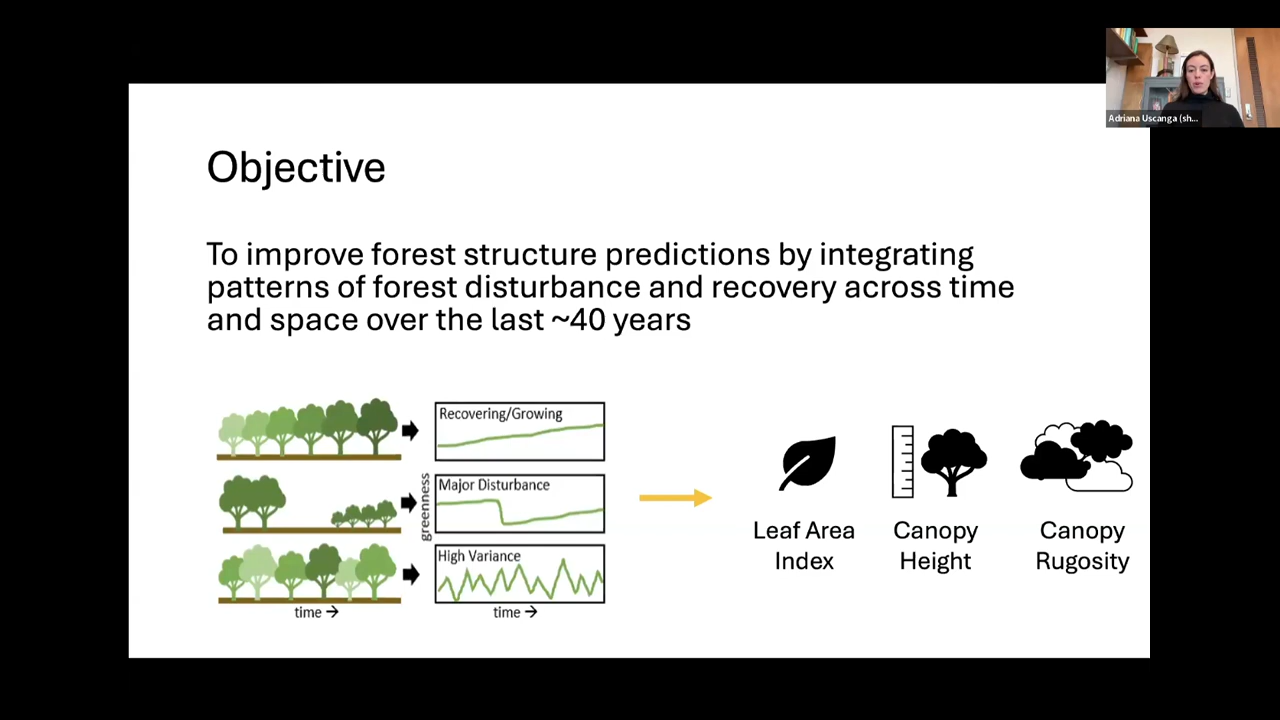 Adriana Uscanga (sh...
Objective
To improve forest structure predictions by integrating
patterns of forest disturbance and recovery across time
and space over the last ~40 years
Recovering/Growing
Major Disturbance
High Variance
greenness
time →
time →
Leaf Area
Index
Canopy
Height
Canopy
Rugosity